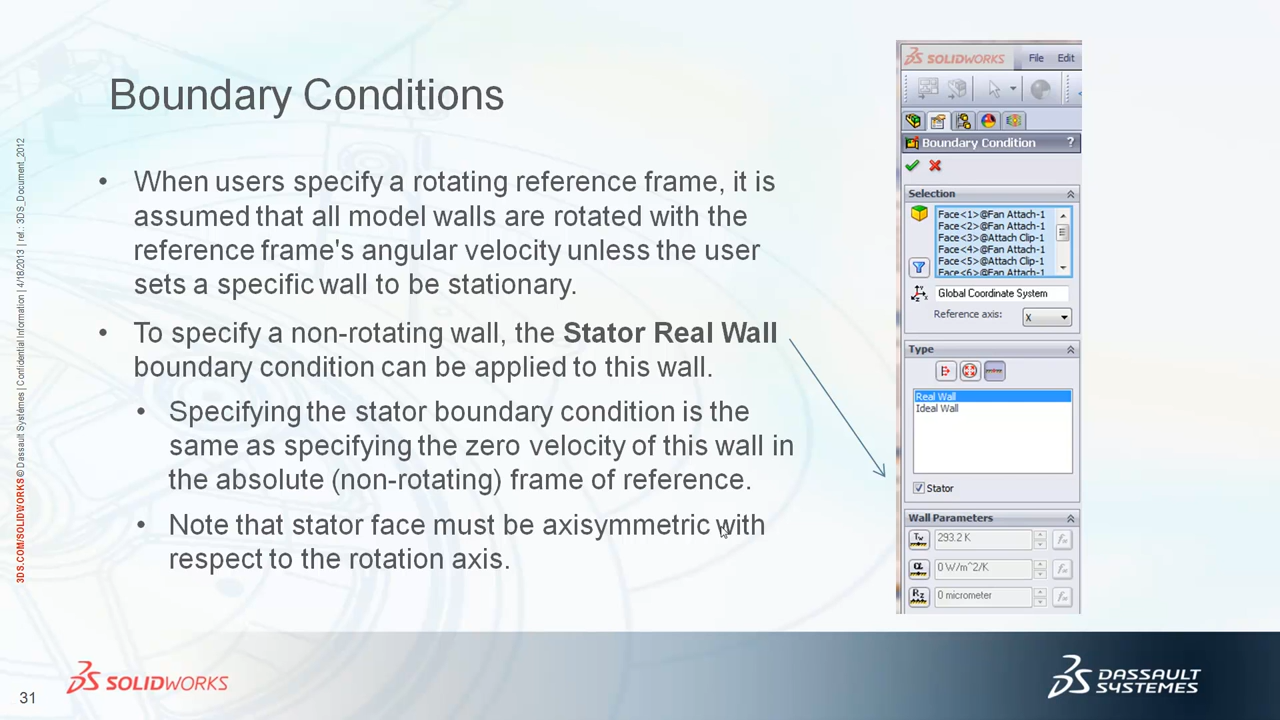 Boundary Conditions
• When users specify a rotating reference frame, it is
assumed that all model walls are rotated with the
reference frame's angular velocity unless the user
sets a specific wall to be stationary.
• To specify a non-rotating wall, the Stator Real Wall
boundary condition can be applied to this wall.
• Specifying the stator boundary condition is the
same as specifying the zero velocity of this wall in
the absolute (non-rotating) frame of reference.
• Note that stator face must be axisymmetric with
respect to the rotation axis.
SOLIDWORKS File Edit
Boundary Condition ?
Selection
Face<1>@Fan Attach-1
Face<2>@Fan Attach-1
Face<3>@Attach Clip-1
Face<4>@Fan Attach-1
Face<5>@Attach Clip-1
Face<6>@Fan Attach-1
Global Coordinate System
Reference axis: X
Type
Real Wall
Ideal Wall
Stator
Wall Parameters
293.2 K
0 W/m^2/K
0 micrometer
3DS.COM/SOLIDWORKS © Dassault Systèmes | Confidential Information | 4/18/2013 | ref.: 3DS_Document_2012
31
SOLIDWORKS
DASSAULT
SYSTEMES